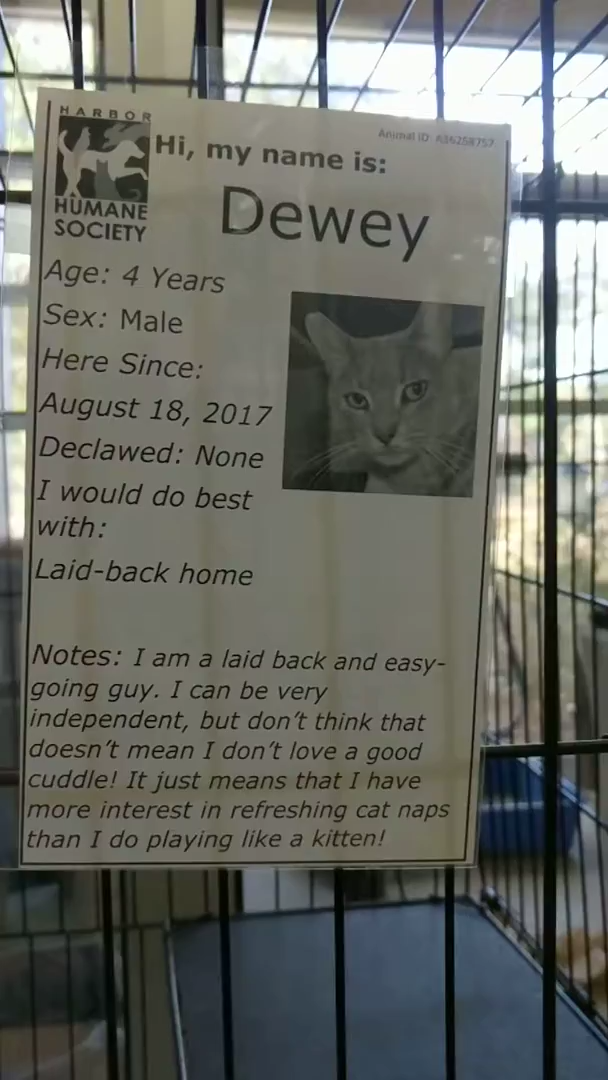 HARBOR
HUMANE
SOCIETY
Animal ID: A36258757
Hi, my name is:
Dewey
Age: 4 Years
Sex: Male
Here Since:
August 18, 2017
Declawed: None
I would do best
with:
Laid-back home
Notes: I am a laid back and easy-
going guy. I can be very
independent, but don't think that
doesn't mean I don't love a good
cuddle! It just means that I have
more interest in refreshing cat naps
than I do playing like a kitten!